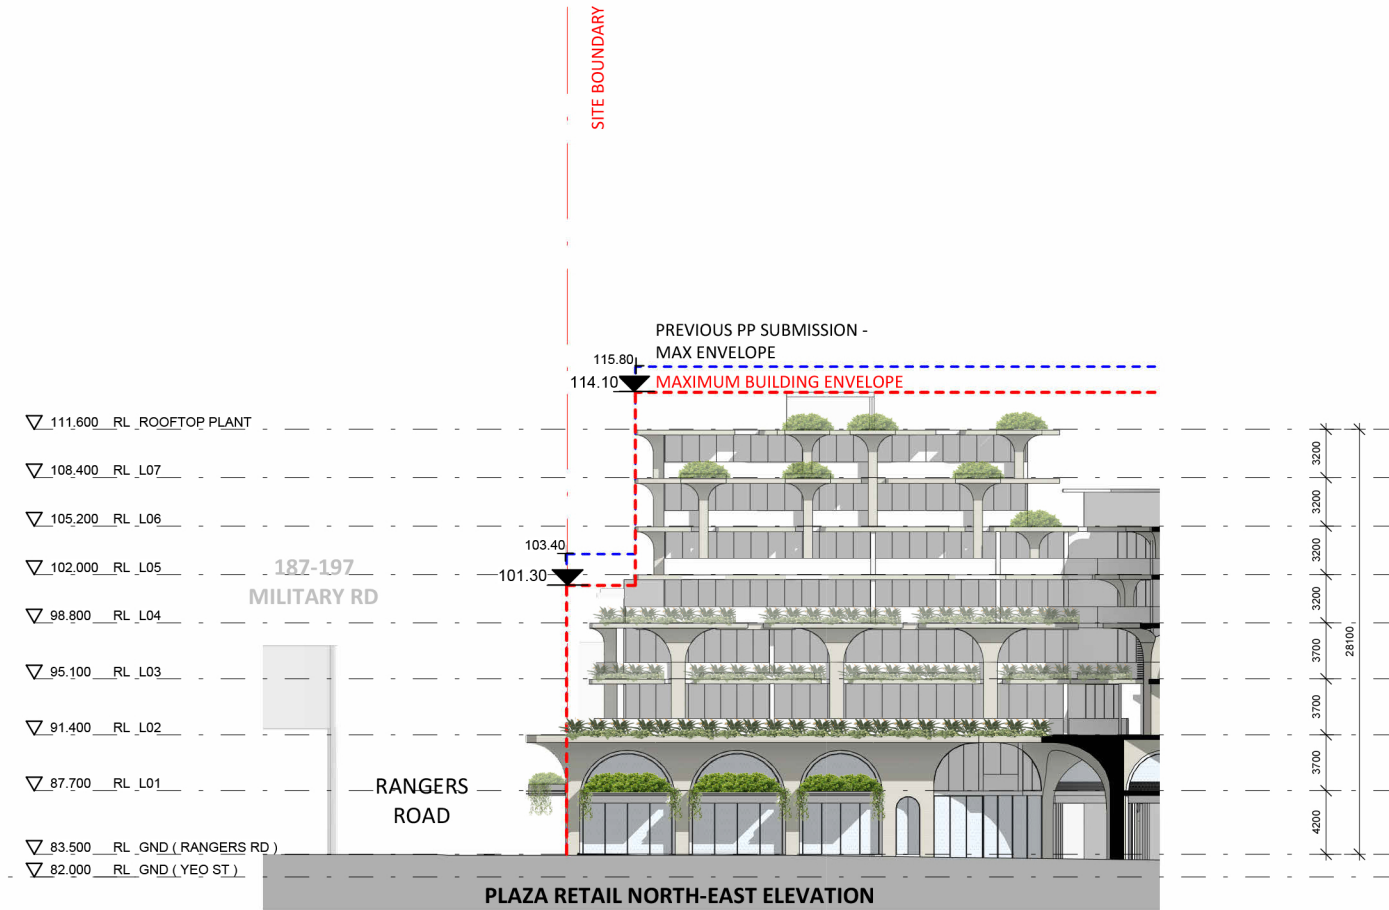 SITE BOUNDARY
PREVIOUS PP SUBMISSION -
MAX ENVELOPE
115.80
114.10
MAXIMUM BUILDING ENVELOPE
111.600 RL ROOFTOP PLANT
108.400 RL L07
105.200 RL L06
103.40
102.000 RL L05
101.30
187-197
MILITARY RD
98.800 RL L04
95.100 RL L03
91.400 RL L02
87.700 RL L01
RANGERS
ROAD
83.500 RL GND ( RANGERS RD )
82.000 RL GND ( YEO ST )
3200
3200
3200
3200
3700
3700
3700
4200
28100
PLAZA RETAIL NORTH-EAST ELEVATION